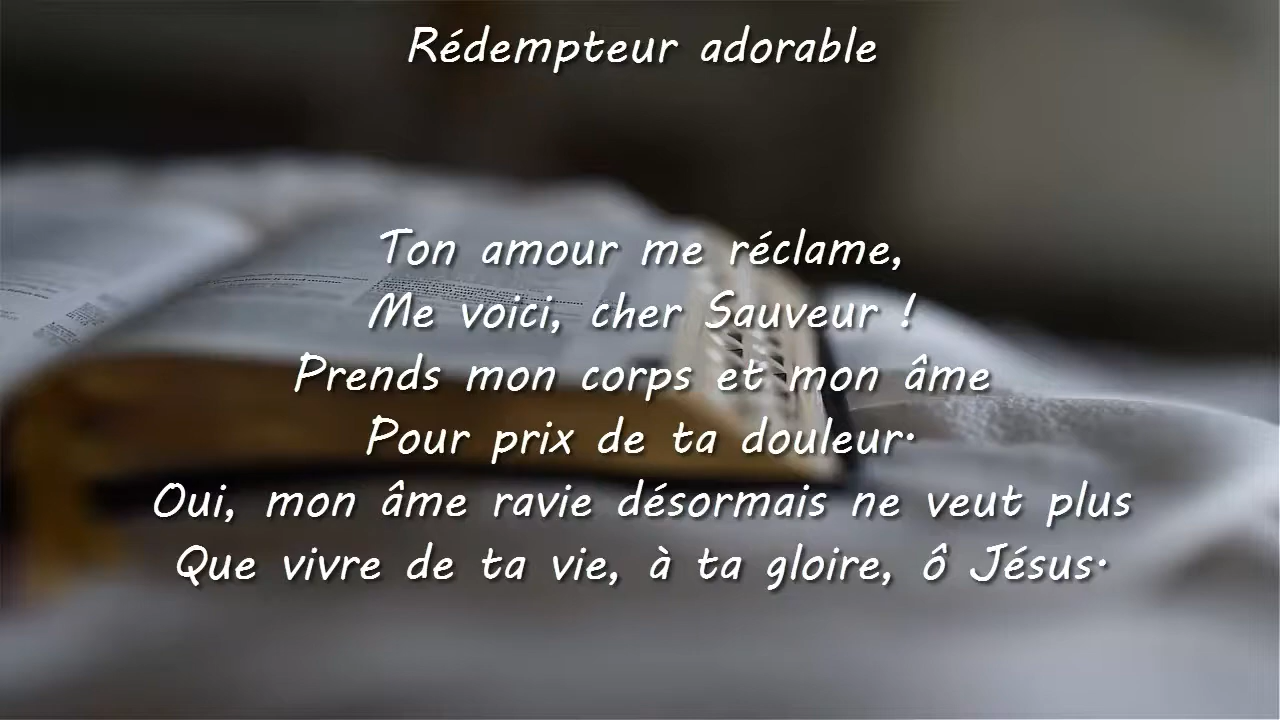 Rédempteur adorable
Ton amour me réclame,
Me voici, cher Sauveur !
Prends mon corps et mon âme
Pour prix de ta douleur.
Oui, mon âme ravie désormais ne veut plus
Que vivre de ta vie, à ta gloire, ô Jésus.